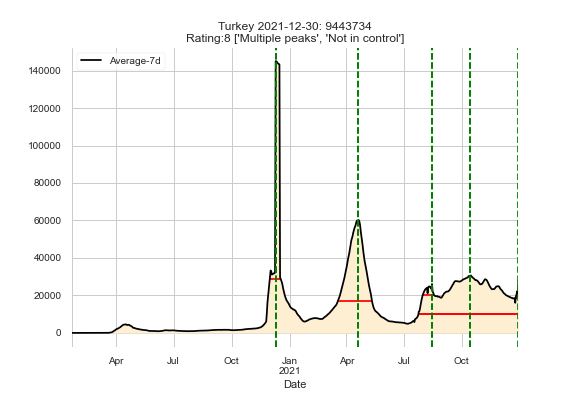 Turkey 2021-12-30: 9443734
Rating:8 ['Multiple peaks', 'Not in control']
Average-7d
140000
120000
100000
80000
60000
40000
20000
0
Apr Jul Oct Jan Apr Jul Oct
2021
Date